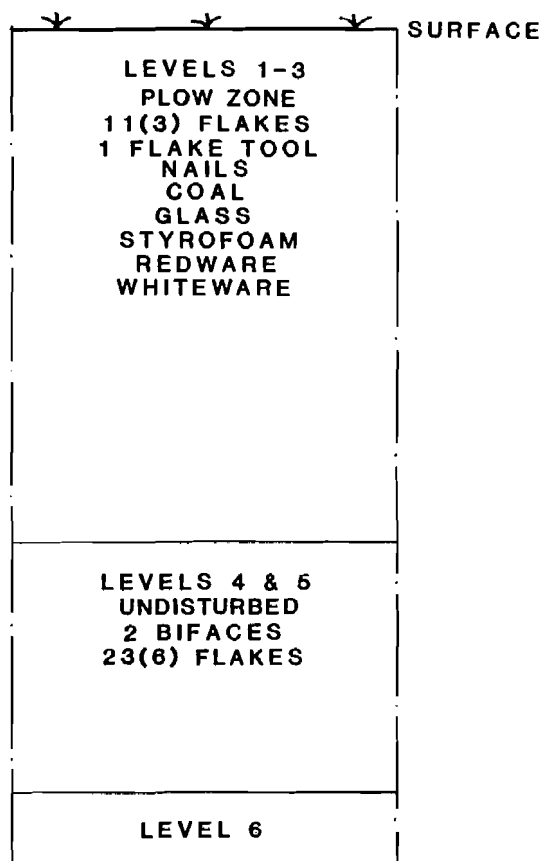 SURFACE
LEVELS 1-3
PLOW ZONE
11(3) FLAKES
1 FLAKE TOOL
NAILS
COAL
GLASS
STYROFOAM
REDWARE
WHITEWARE
LEVELS 4 & 5
UNDISTURBED
2 BIFACES
23(6) FLAKES
LEVEL 6